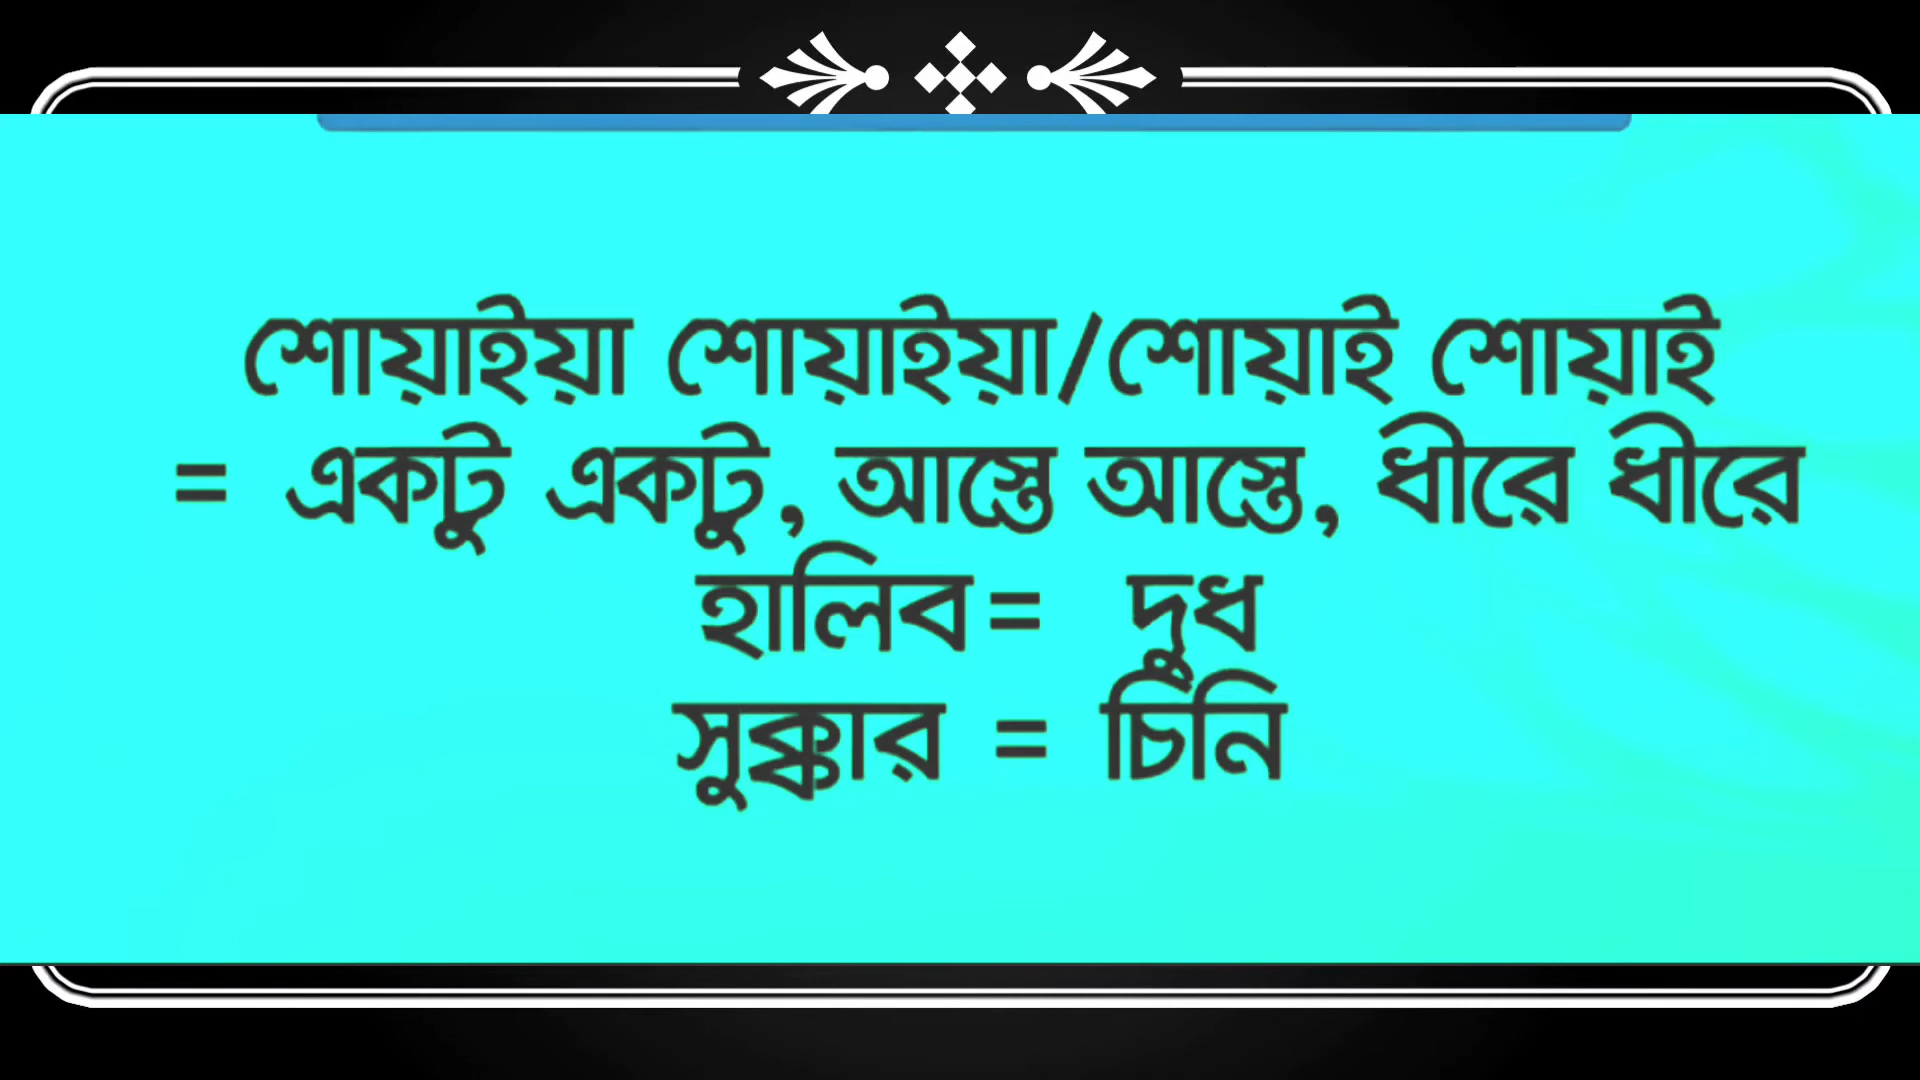 শোয়াইয়া শোয়াইয়া/শোয়াই শোয়াই
= একটু একটু, আস্তে আস্তে, ধীরে ধীরে
হালিব= দুধ
সুক্কার = চিনি